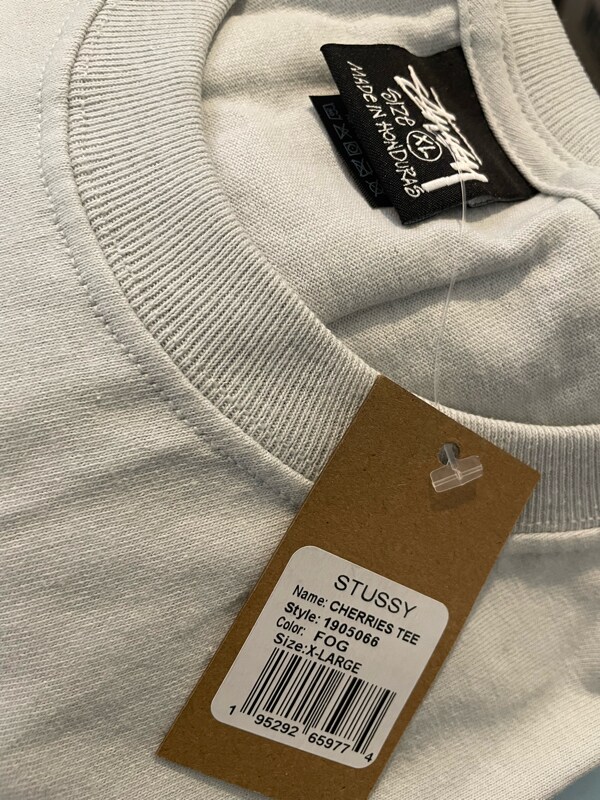 Stüssy
SIZE XL
MADE IN HONDURAS
STUSSY
Name: CHERRIES TEE
Style: 1905066
Color: FOG
Size:X-LARGE
1 95292 65977 4